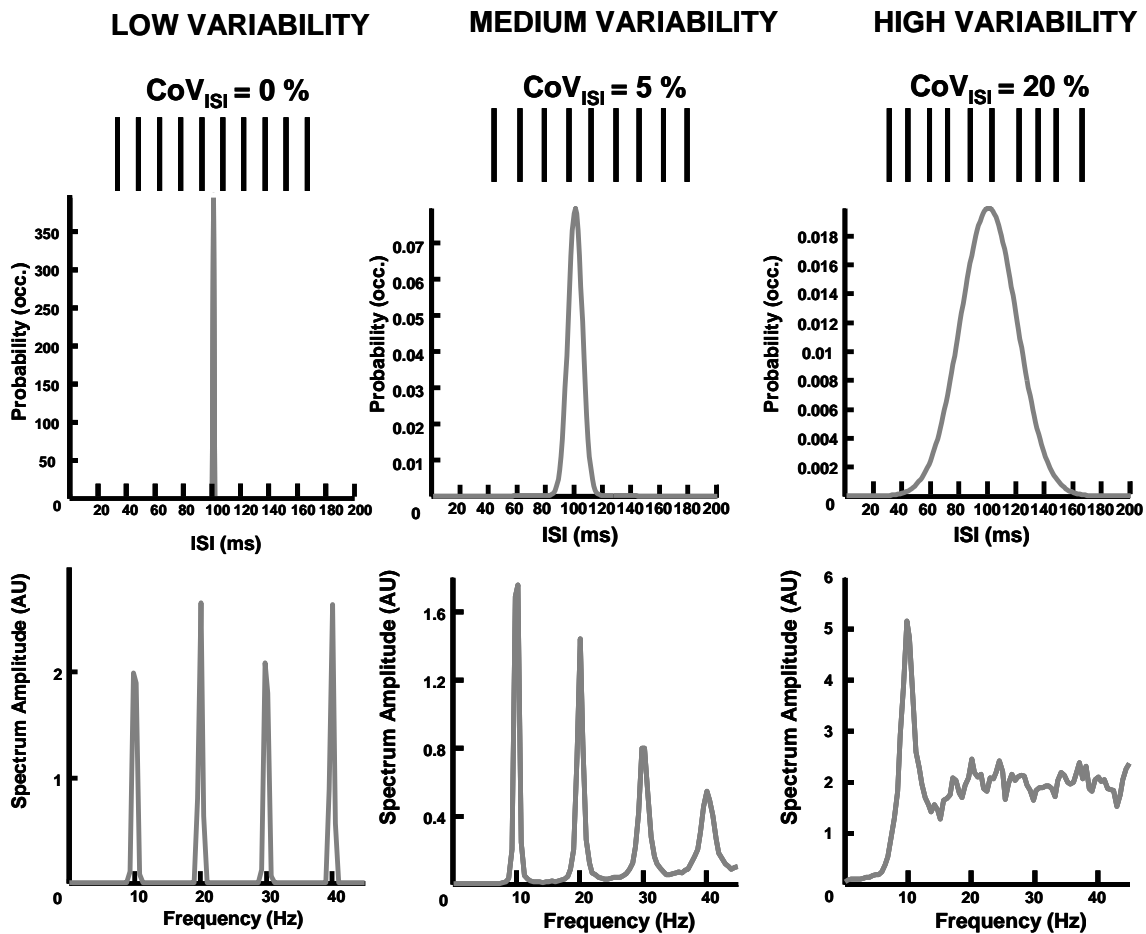 LOW VARIABILITY
MEDIUM VARIABILITY
HIGH VARIABILITY
CoVISI = 0 %
CoVISI = 5 %
CoVISI = 20 %
Probability (occ.)
350
300
250
200
150
100
50
0
20 40 60 80 100 120 140 160 180 200
ISI (ms)
Probability (occ.)
0.07
0.06
0.05
0.04
0.03
0.02
0.01
0
20 40 60 80 100 120 140 160 180 200
ISI (ms)
Probability (occ.)
0.018
0.016
0.014
0.012
0.01
0.008
0.006
0.004
0.002
0
20 40 60 80 100 120 140 160 180 200
ISI (ms)
Spectrum Amplitude (AU)
2
1
0
10 20 30 40
Frequency (Hz)
Spectrum Amplitude (AU)
1.6
1.2
0.8
0.4
0
10 20 30 40
Frequency (Hz)
Spectrum Amplitude (AU)
6
5
4
3
2
1
0
10 20 30 40
Frequency (Hz)